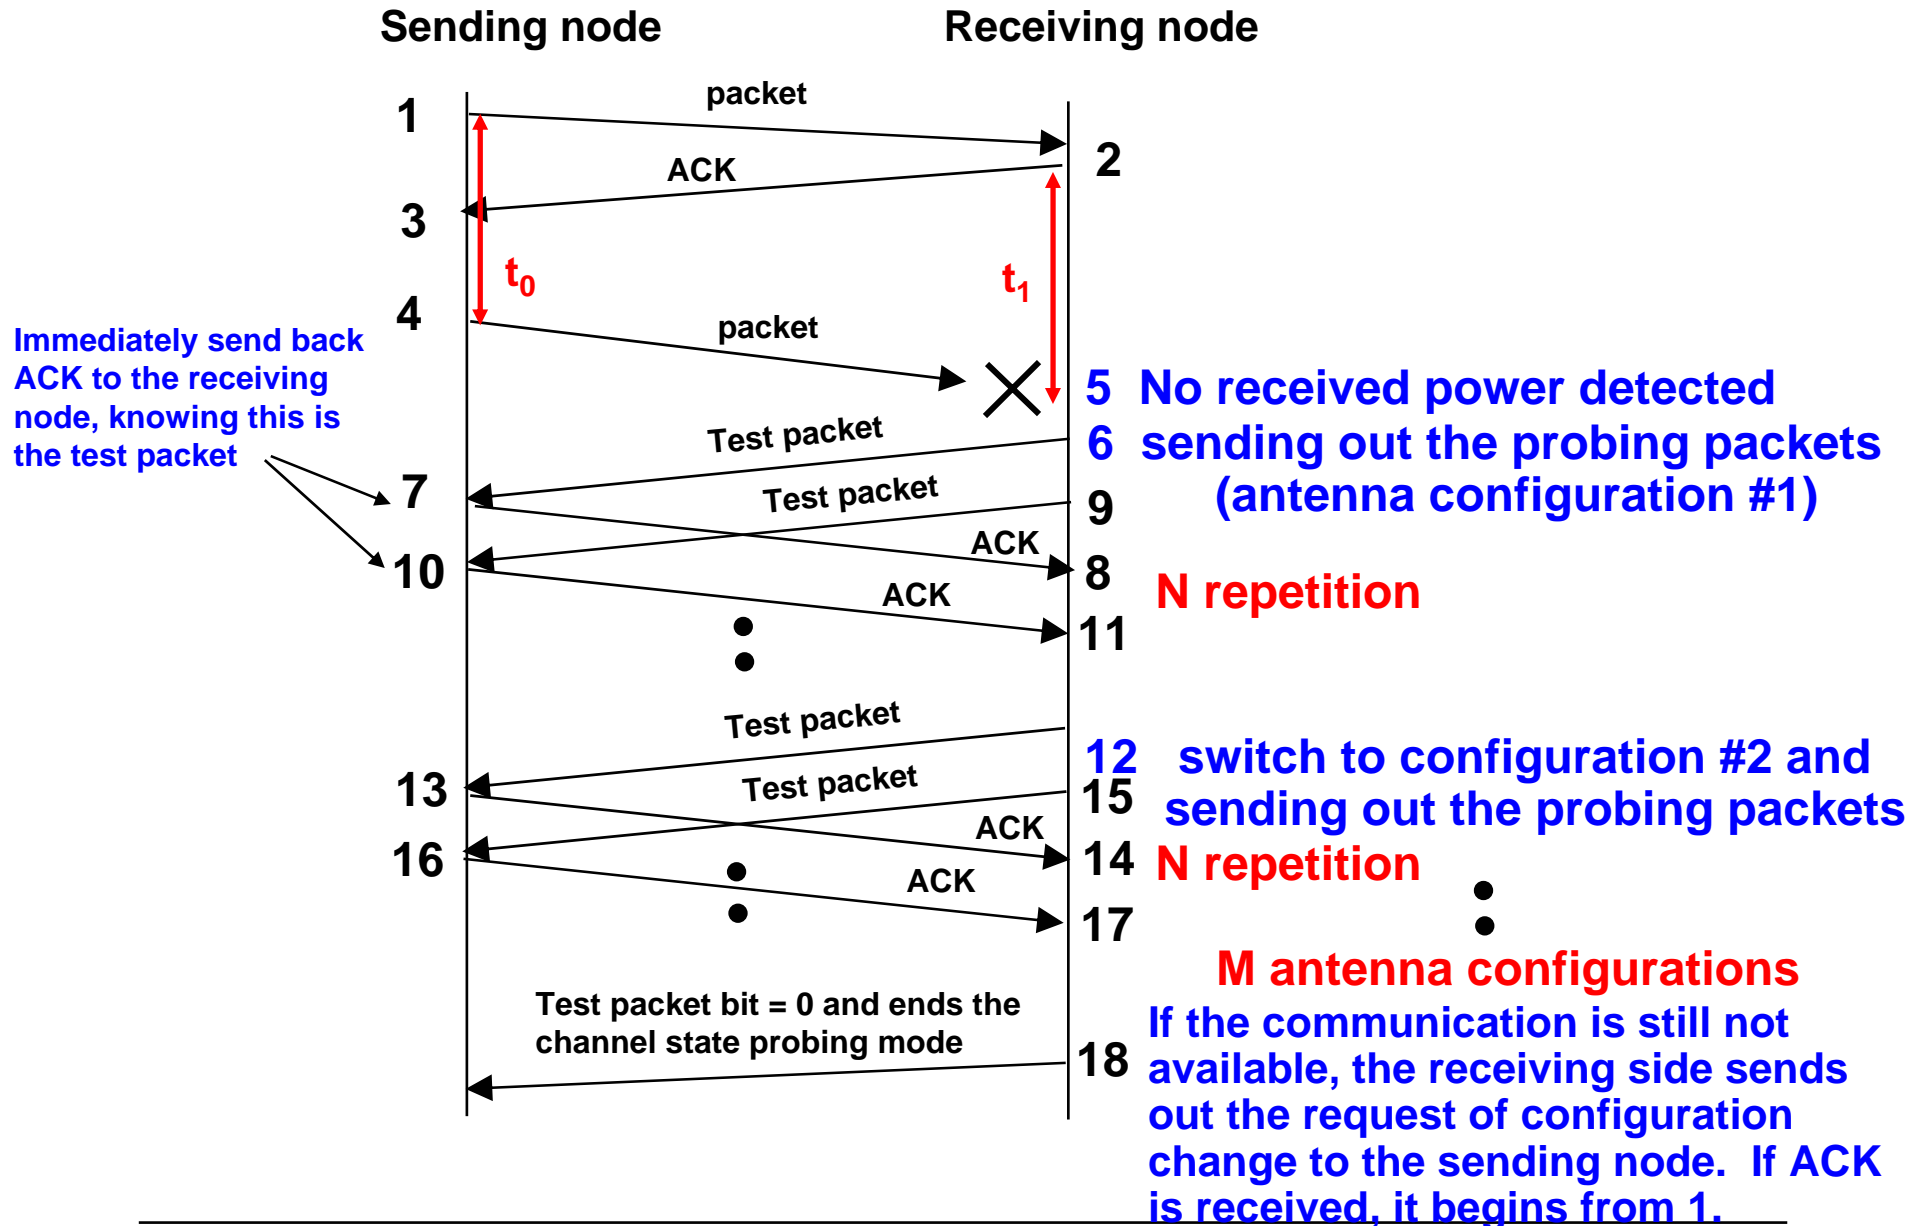 Sending node
Receiving node
packet
1
2
ACK
3
t0
t1
4
packet
Immediately send back
ACK to the receiving
node, knowing this is
the test packet
5 No received power detected
6 sending out the probing packets
(antenna configuration #1)
Test packet
7
Test packet
9
ACK
10
8
N repetition
ACK
11
Test packet
12 switch to configuration #2 and
sending out the probing packets
13
Test packet
15
ACK
16
14
N repetition
ACK
17
M antenna configurations
Test packet bit = 0 and ends the
channel state probing mode
18
If the communication is still not
available, the receiving side sends
out the request of configuration
change to the sending node. If ACK
is received, it begins from 1.